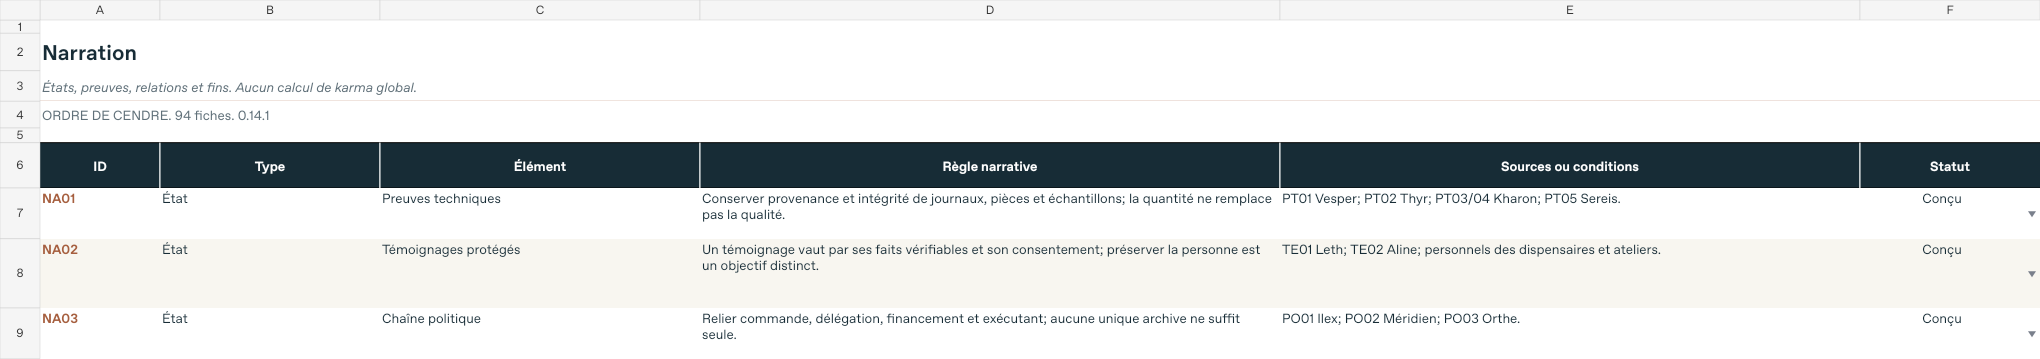 A B C D E F
1
2 Narration
3 États, preuves, relations et fins. Aucun calcul de karma global.
4 ORDRE DE CENDRE. 94 fiches. 0.14.1
5
6 ID Type Élément Règle narrative Sources ou conditions Statut
7 NA01 État Preuves techniques Conserver provenance et intégrité de journaux, pièces et échantillons; la quantité ne remplace PT01 Vesper; PT02 Thyr; PT03/04 Kharon; PT05 Sereis. Conçu
pas la qualité.
8 NA02 État Témoignages protégés Un témoignage vaut par ses faits vérifiables et son consentement; préserver la personne est TE01 Leth; TE02 Aline; personnels des dispensaires et ateliers. Conçu
un objectif distinct.
9 NA03 État Chaîne politique Relier commande, délégation, financement et exécutant; aucune unique archive ne suffit PO01 Ilex; PO02 Méridien; PO03 Orthe. Conçu
seule.